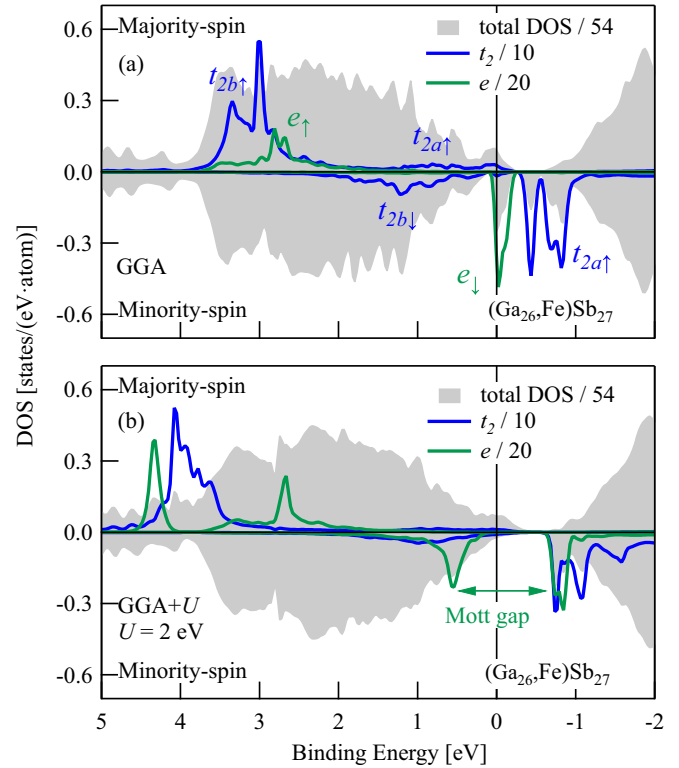 DOS [states/(eV·atom)]
0.6
0.3
0.0
-0.3
-0.6
Majority-spin
(a)
total DOS / 54
t2 / 10
e / 20
t2b↑
e↑
t2a↑
t2b↓
e↓
t2a↑
GGA
Minority-spin
(Ga26,Fe)Sb27
0.6
0.3
0.0
-0.3
-0.6
Majority-spin
(b)
total DOS / 54
t2 / 10
e / 20
Mott gap
GGA+U
U = 2 eV
Minority-spin
(Ga26,Fe)Sb27
5 4 3 2 1 0 -1 -2
Binding Energy [eV]